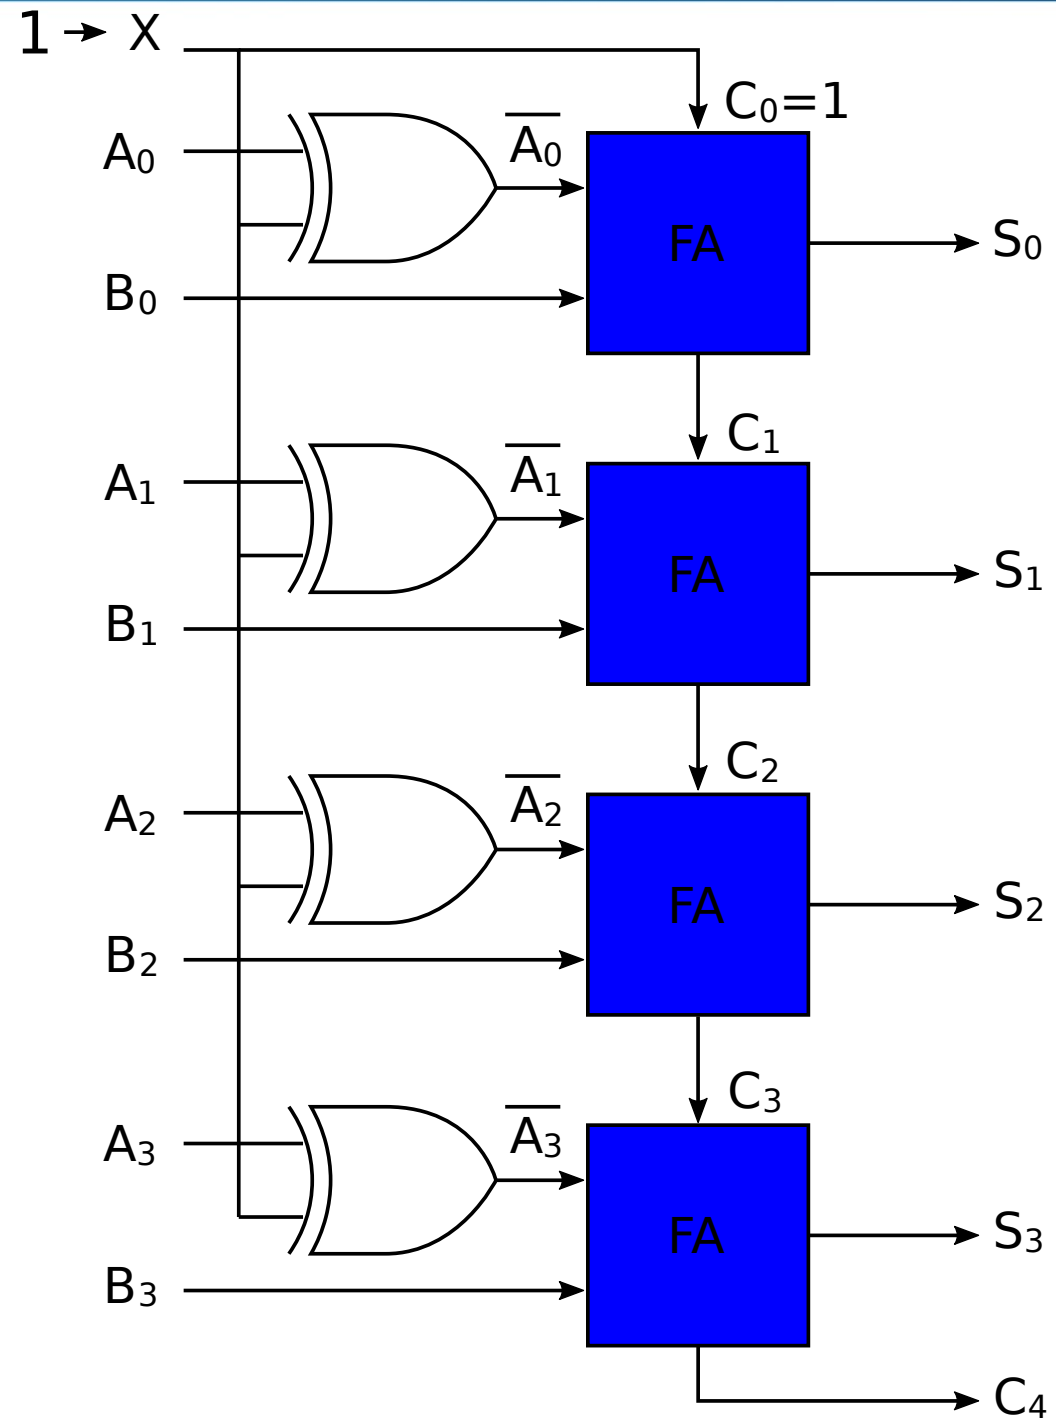 1 → X
C₀=1
A₀
A̅₀
FA
S₀
B₀
C₁
A₁
A̅₁
FA
S₁
B₁
C₂
A₂
A̅₂
FA
S₂
B₂
C₃
A₃
A̅₃
FA
S₃
B₃
C₄